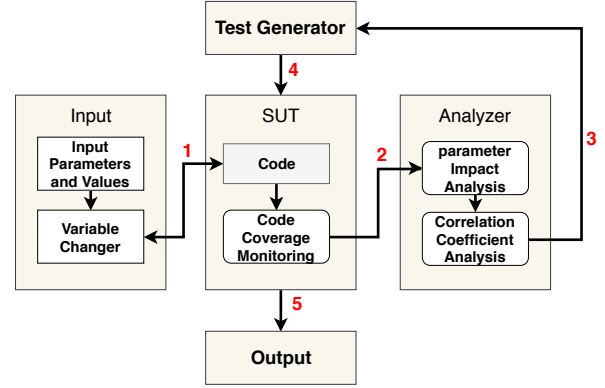 Test Generator
4
3
Input
SUT
Analyzer
Input
Parameters
and Values
1
Code
2
parameter
Impact
Analysis
Variable
Changer
Code
Coverage
Monitoring
Correlation
Coefficient
Analysis
5
Output